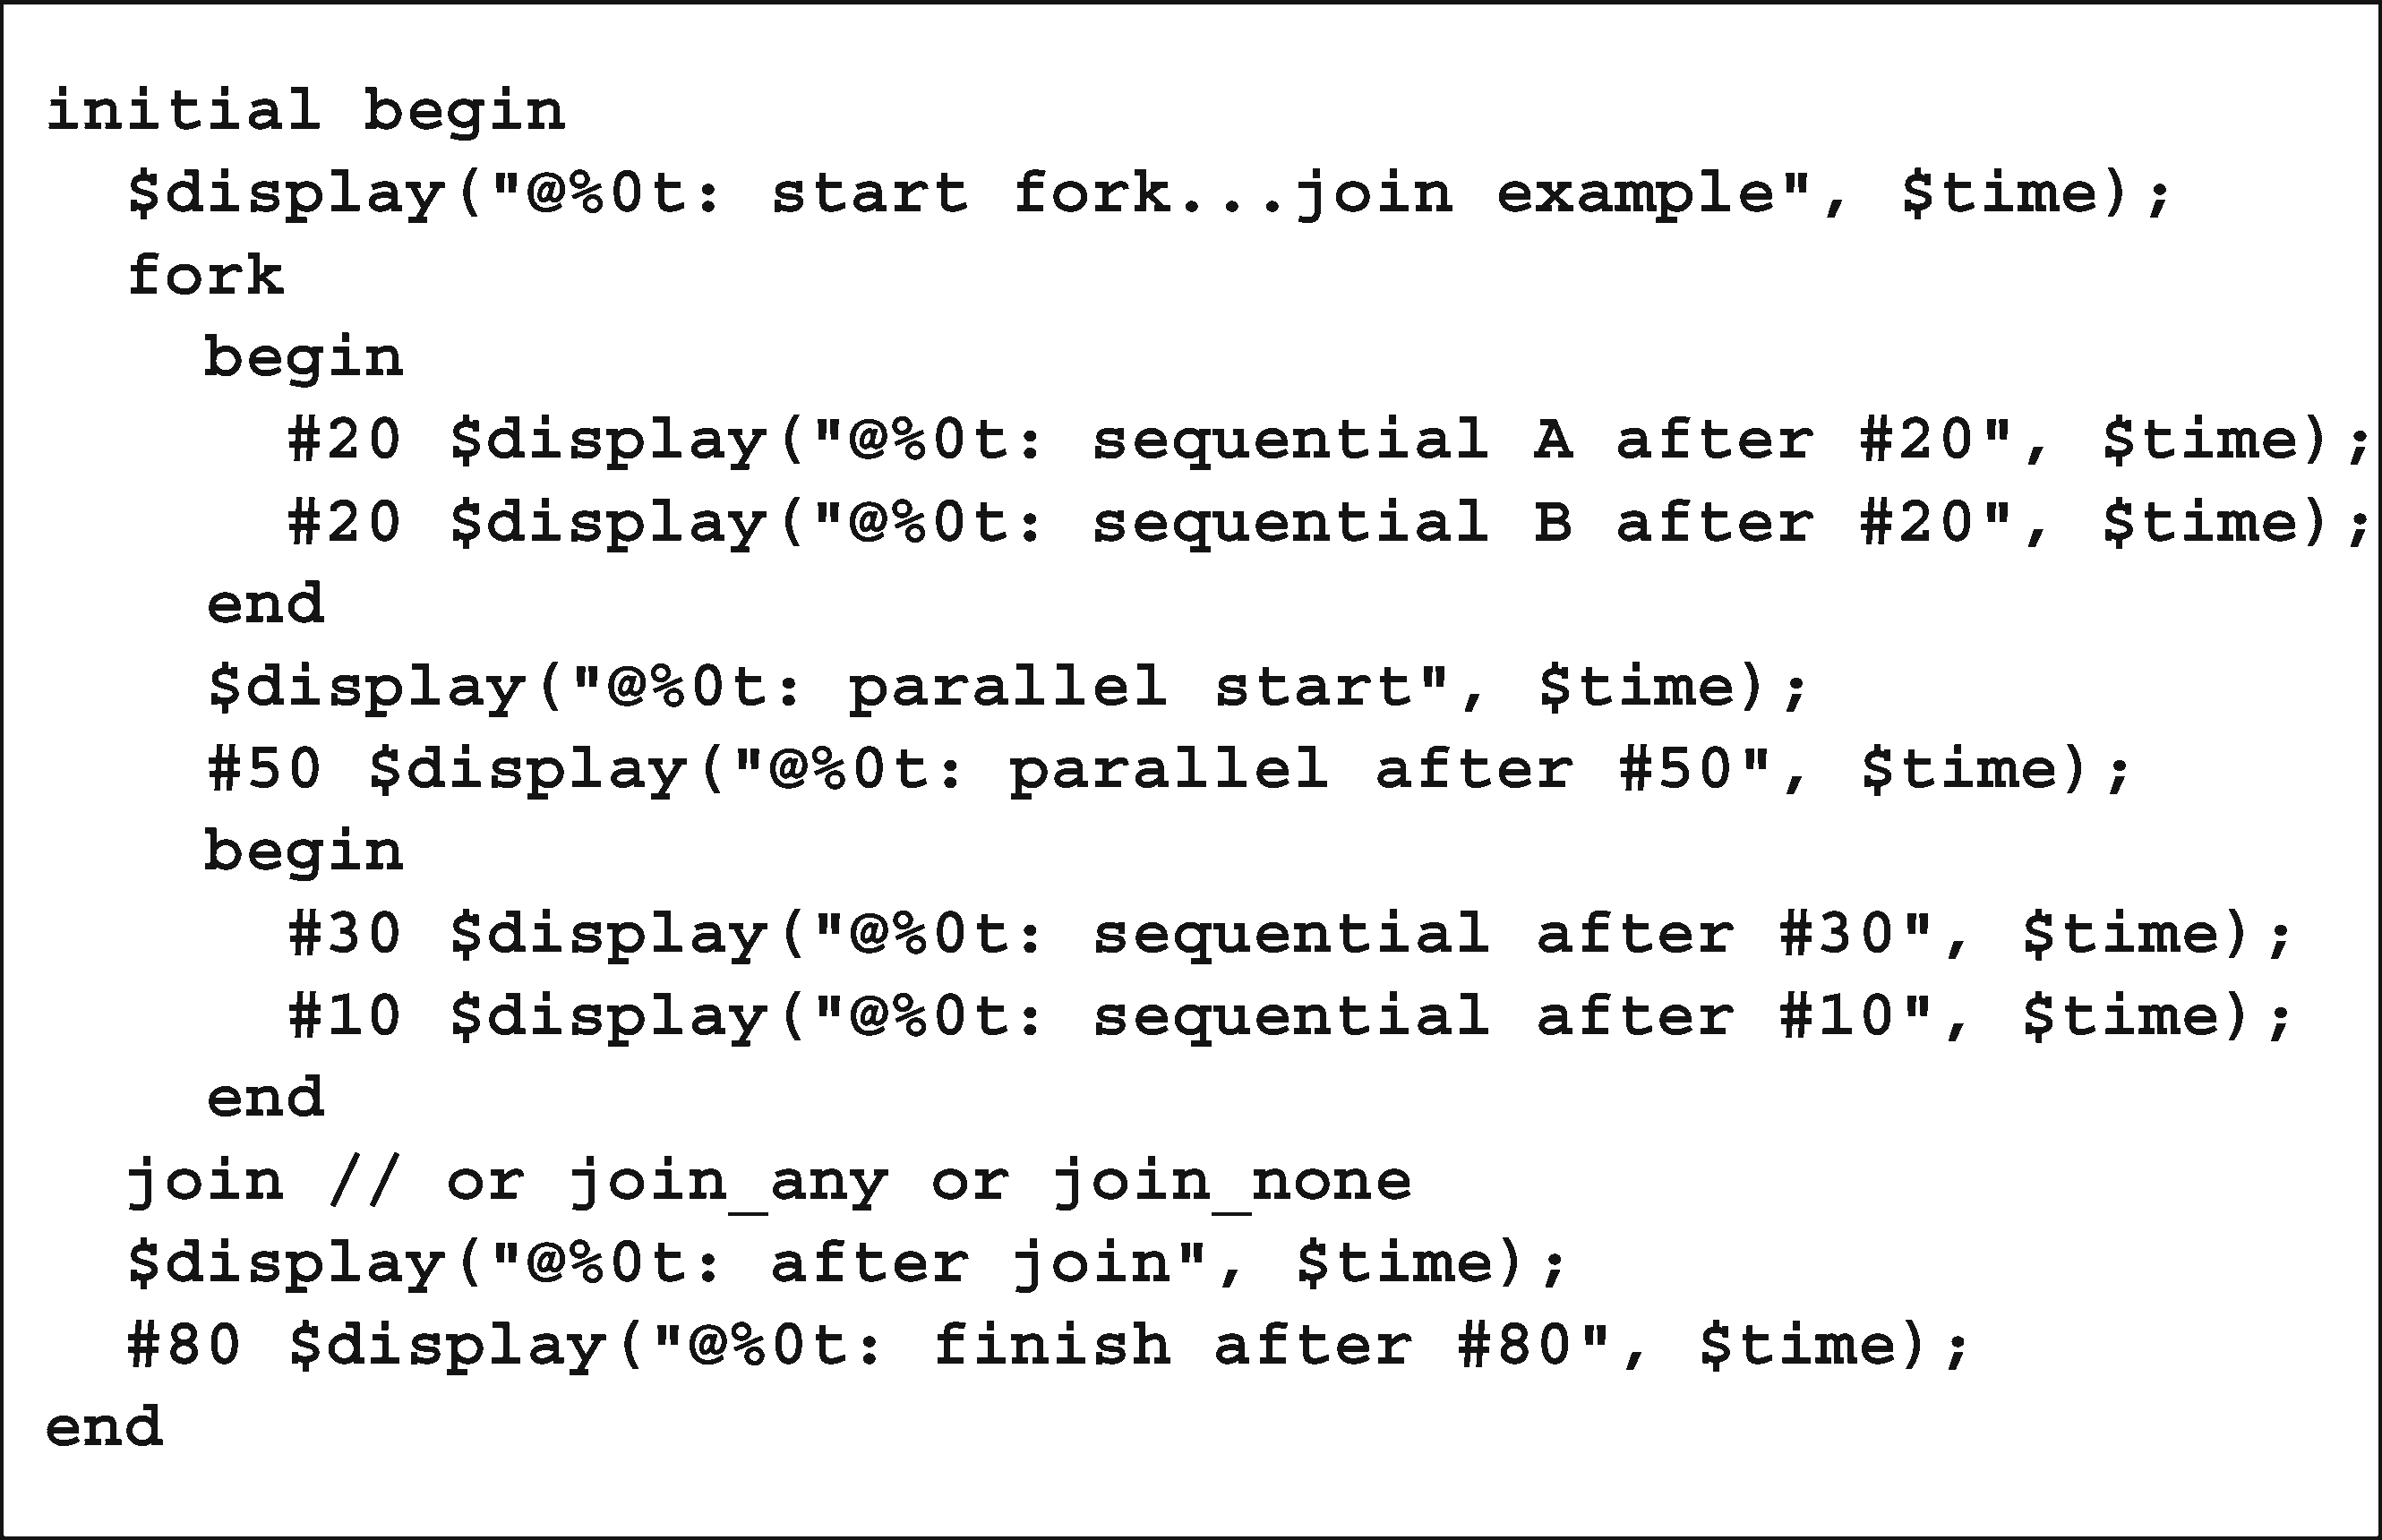 initial begin
$display("@%0t: start fork...join example", $time);
fork
begin
#20 $display("@%0t: sequential A after #20", $time);
#20 $display("@%0t: sequential B after #20", $time);
end
$display("@%0t: parallel start", $time);
#50 $display("@%0t: parallel after #50", $time);
begin
#30 $display("@%0t: sequential after #30", $time);
#10 $display("@%0t: sequential after #10", $time);
end
join // or join_any or join_none
$display("@%0t: after join", $time);
#80 $display("@%0t: finish after #80", $time);
end